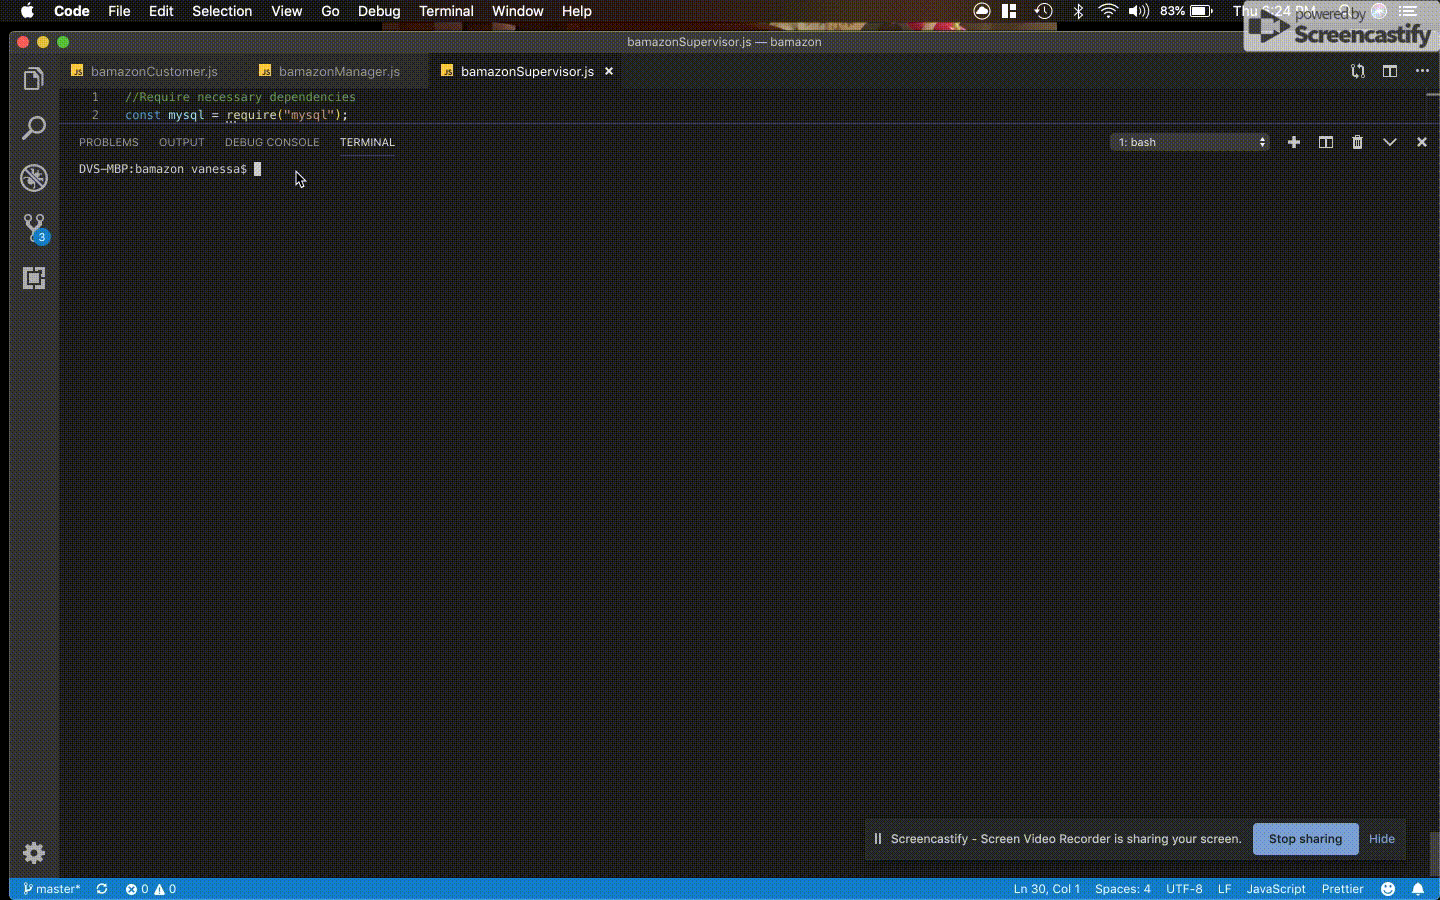 Code File Edit Selection View Go Debug Terminal Window Help 83% Thu
powered by
Screencastify
bamazonSupervisor.js — bamazon
JS bamazonCustomer.js JS bamazonManager.js JS bamazonSupervisor.js ×
1 //Require necessary dependencies
2 const mysql = require("mysql");
PROBLEMS OUTPUT DEBUG CONSOLE TERMINAL 1: bash
DVS-MBP:bamazon vanessa$
3
Screencastify - Screen Video Recorder is sharing your screen. Stop sharing Hide
master* 0 0 Ln 30, Col 1 Spaces: 4 UTF-8 LF JavaScript Prettier